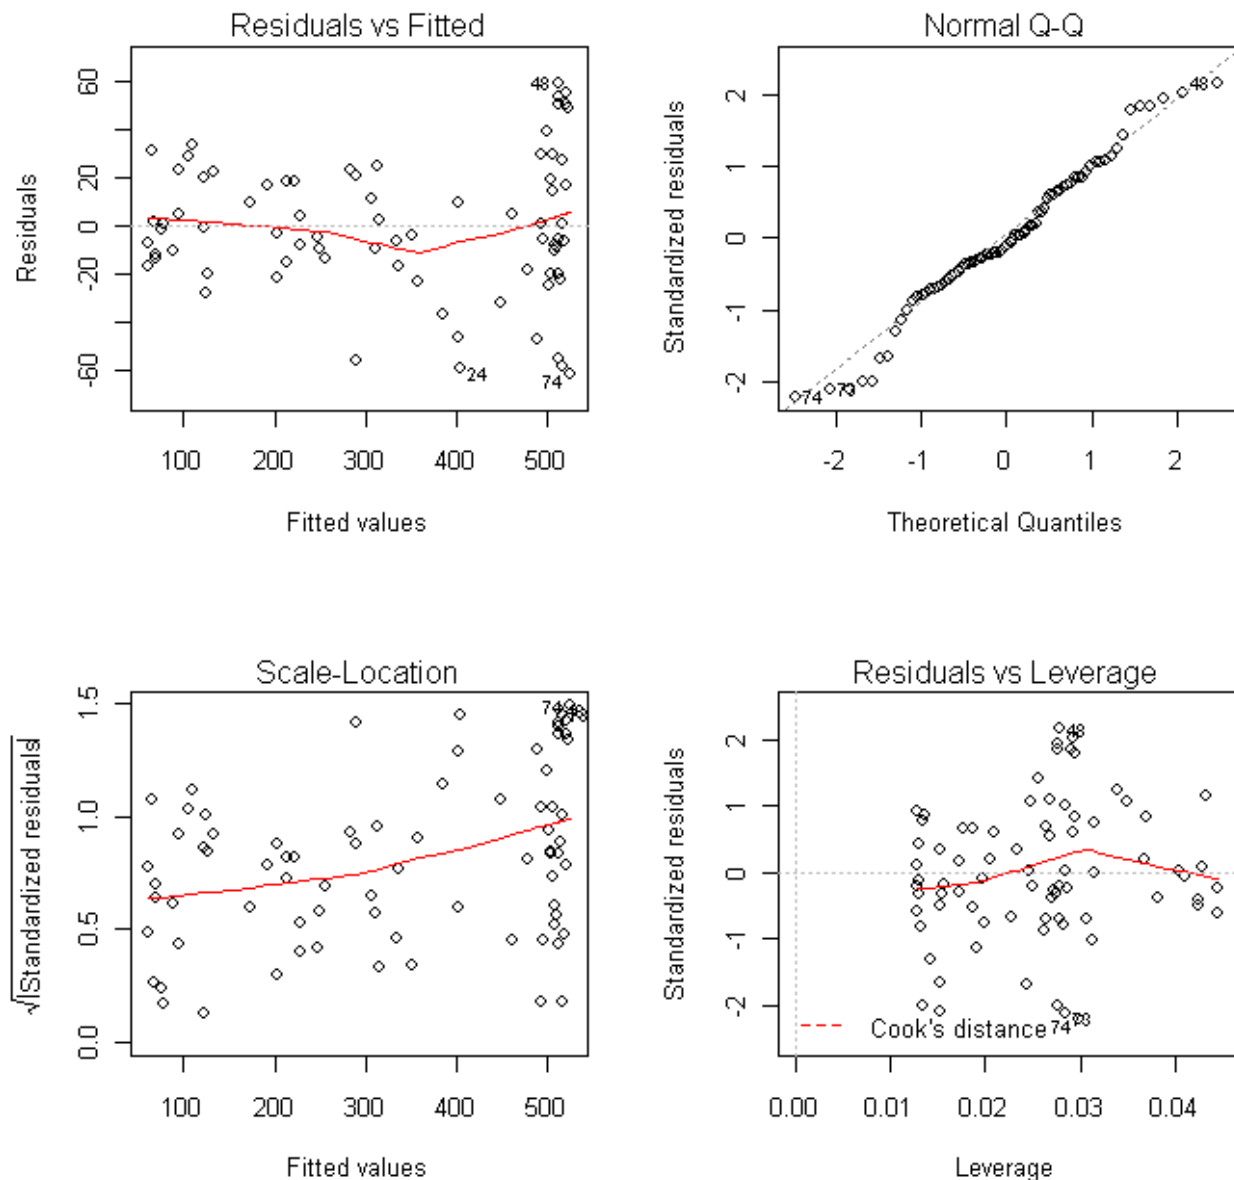 Residuals vs Fitted
Residuals
60
20
0
-20
-60
48
24
74
100 200 300 400 500
Fitted values
Normal Q-Q
Standardized residuals
2
1
0
-1
-2
48
74
-2 -1 0 1 2
Theoretical Quantiles
Scale-Location
√|Standardized residuals|
1.5
1.0
0.5
0.0
74
100 200 300 400 500
Fitted values
Residuals vs Leverage
Standardized residuals
2
1
0
-1
-2
48
74
Cook's distance
0.00 0.01 0.02 0.03 0.04
Leverage